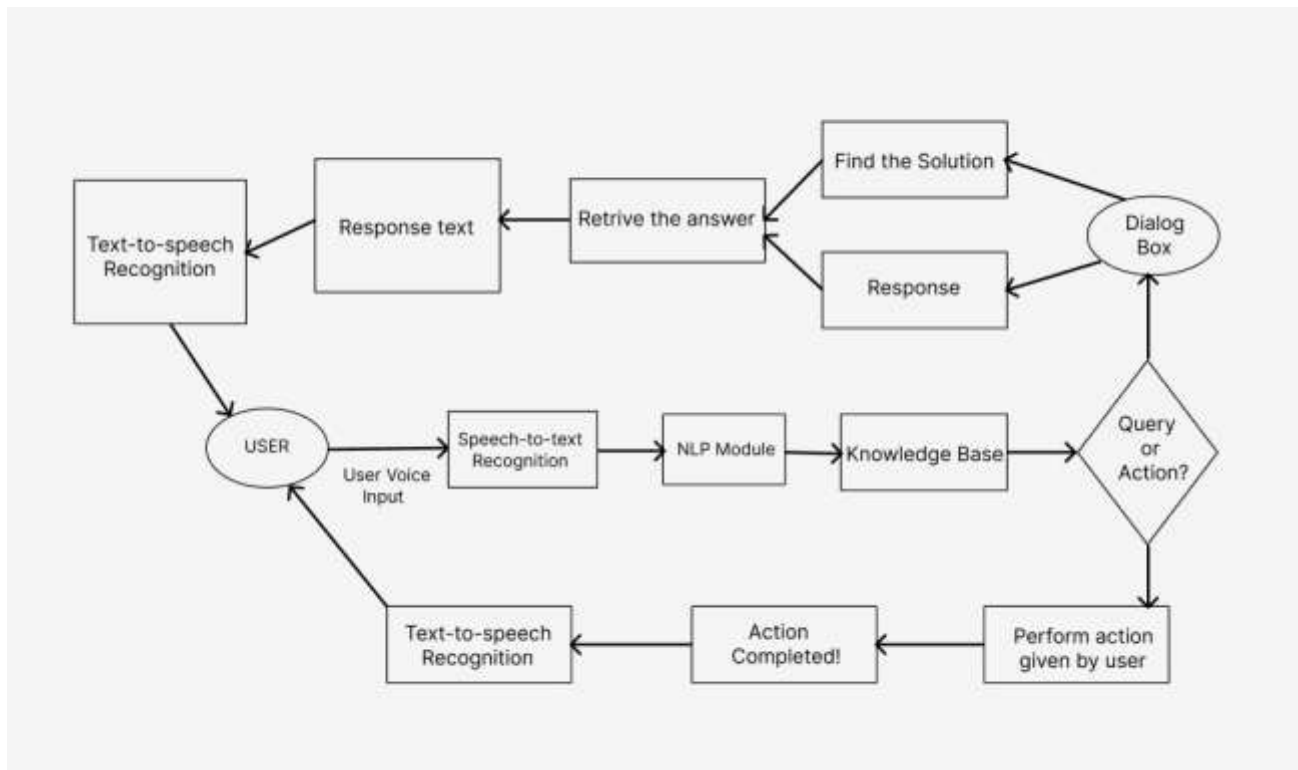 Find the Solution
Dialog
Box
Retrive the answer
Response text
Text-to-speech
Recognition
Response
USER
User Voice
Input
Speech-to-text
Recognition
NLP Module
Knowledge Base
Query
or
Action?
Text-to-speech
Recognition
Action
Completed!
Perform action
given by user